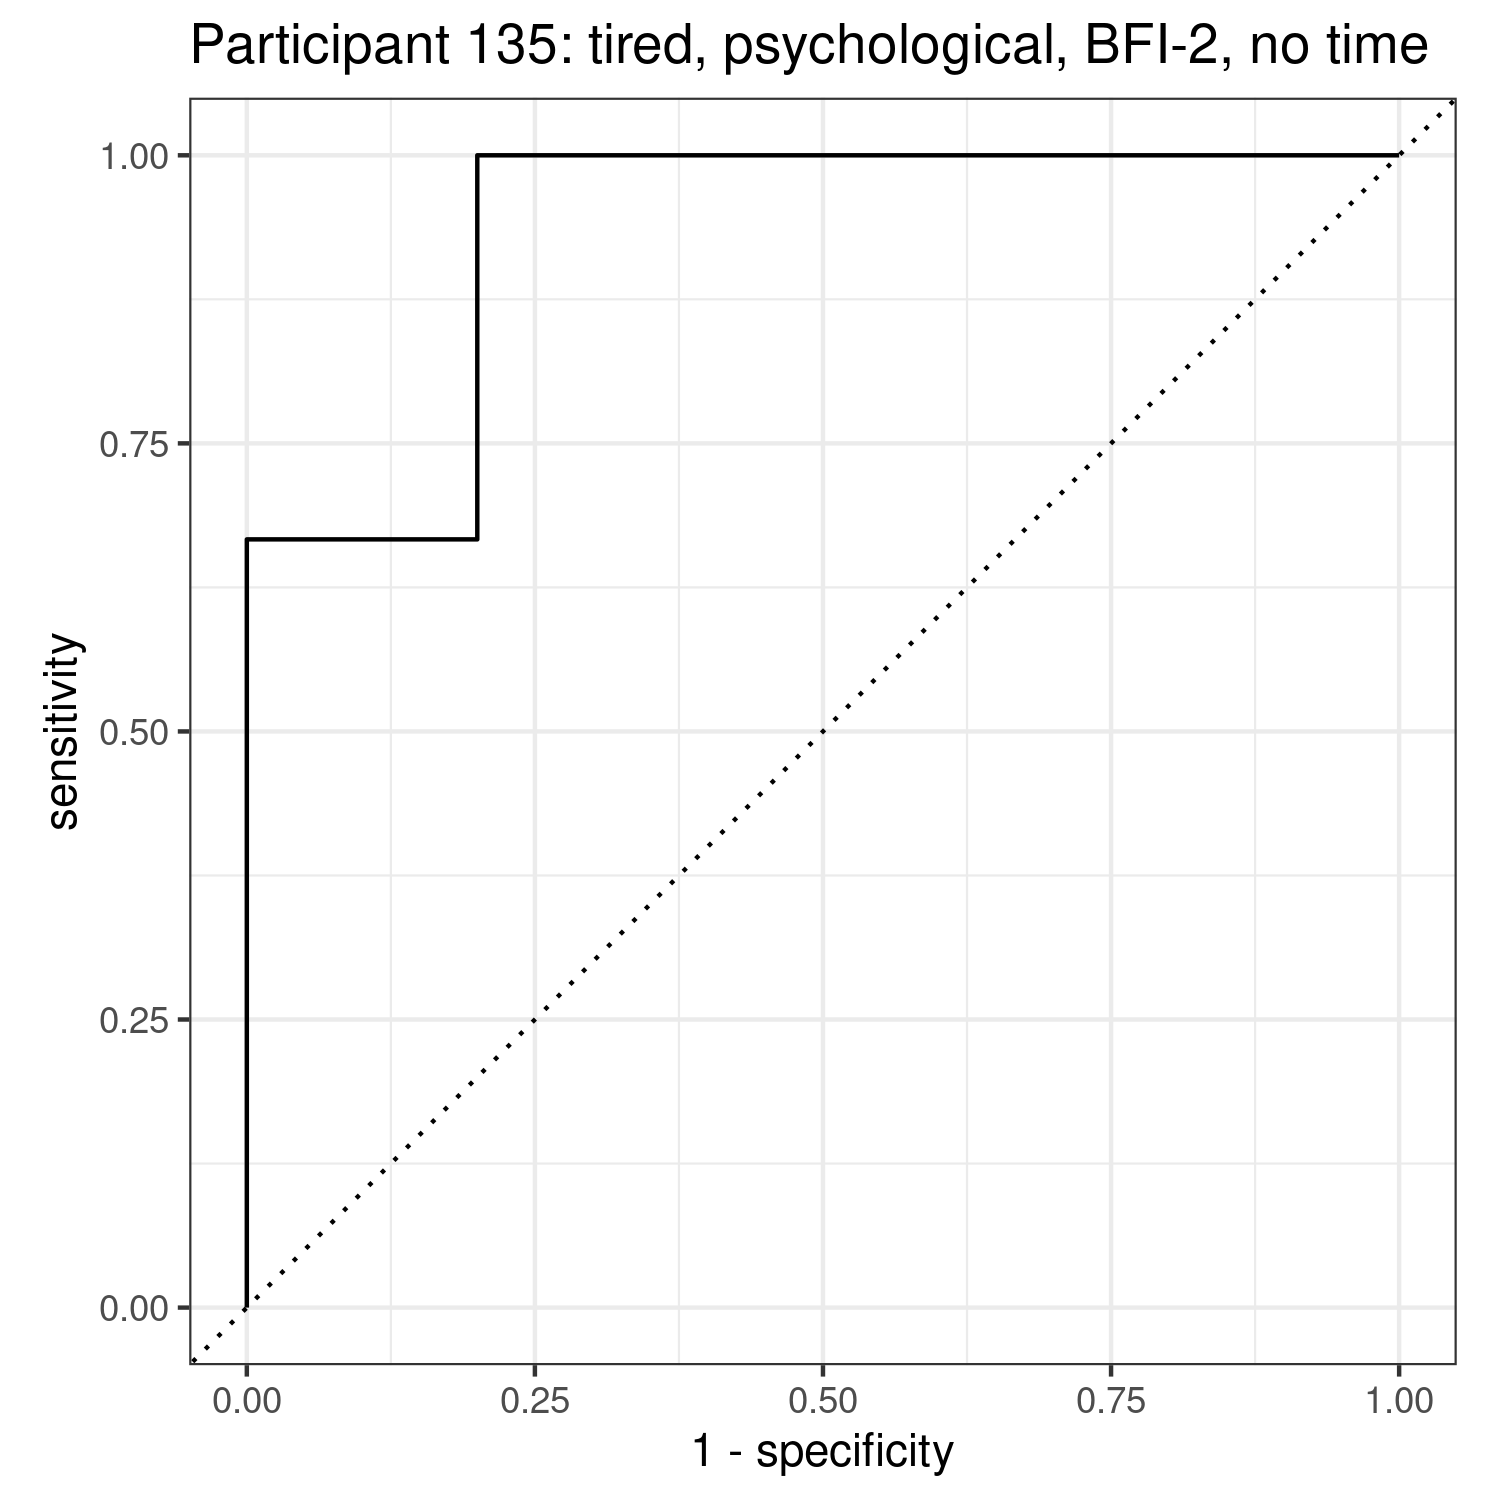 Participant 135: tired, psychological, BFI-2, no time
1.00
0.75
0.50
0.25
0.00
sensitivity
0.00 0.25 0.50 0.75 1.00
1 - specificity